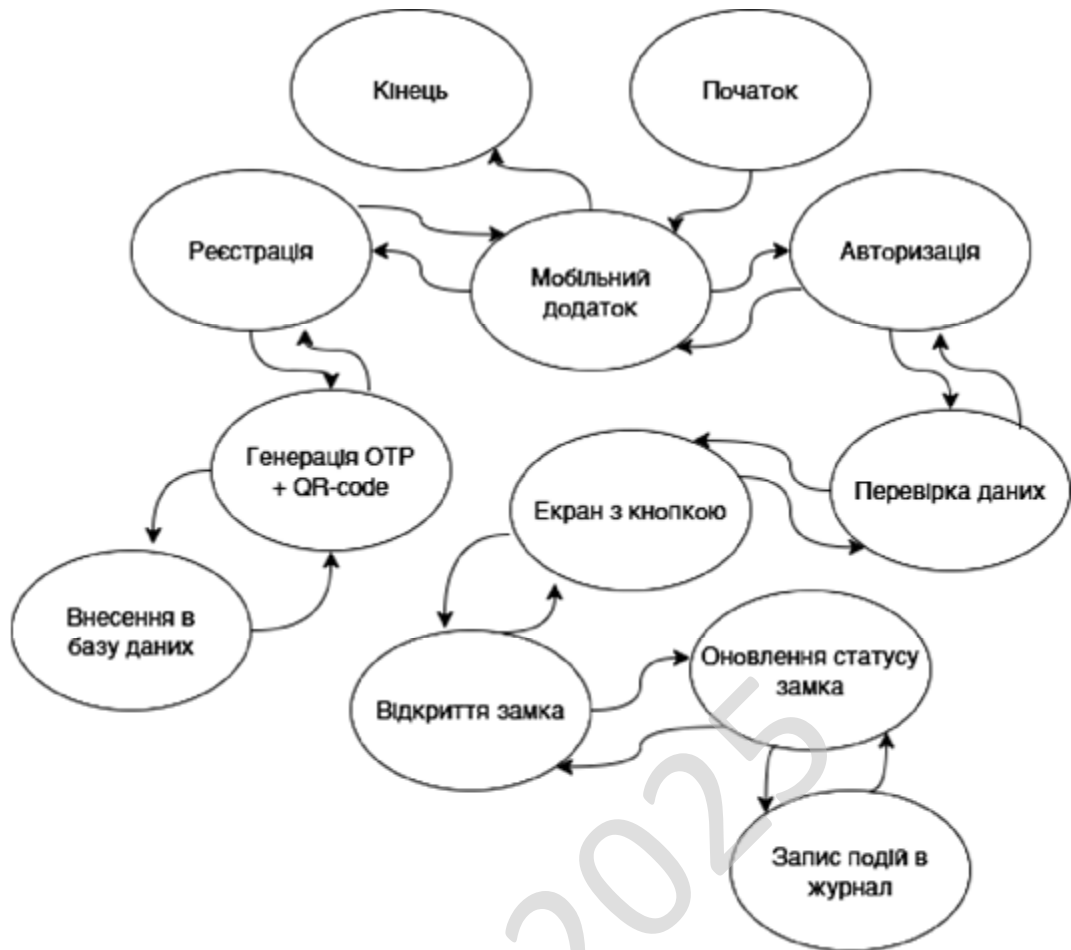 Кінець
Початок
Реєстрація
Мобільний
додаток
Авторизація
Генерація OTP
+ QR-code
Екран з кнопкою
Перевірка даних
Внесення в
базу даних
Відкриття замка
Оновлення статусу
замка
Запис подій в
журнал
2025